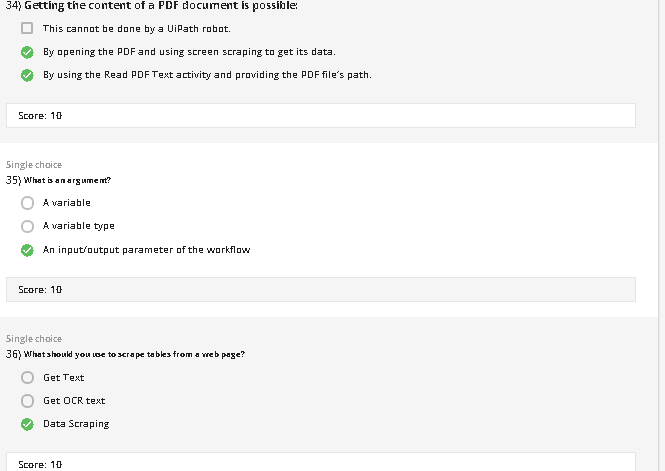 34) Getting the content of a PDF document is possible:
This cannot be done by a UiPath robot.
By opening the PDF and using screen scraping to get its data.
By using the Read PDF Text activity and providing the PDF file's path.
Score: 10
Single choice
35) What is an argument?
A variable
A variable type
An input/output parameter of the workflow
Score: 10
Single choice
36) What should you use to scrape tables from a web page?
Get Text
Get OCR text
Data Scraping
Score: 10